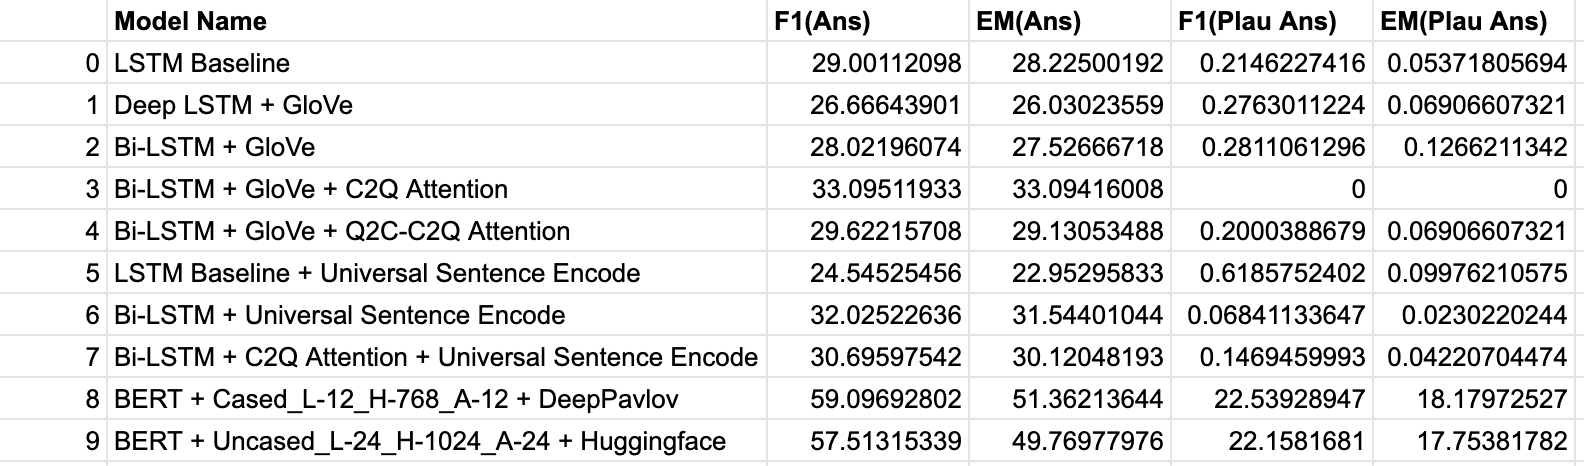 Model Name F1(Ans) EM(Ans) F1(Plau Ans) EM(Plau Ans)
0 LSTM Baseline 29.00112098 28.22500192 0.2146227416 0.05371805694
1 Deep LSTM + GloVe 26.66643901 26.03023559 0.2763011224 0.06906607321
2 Bi-LSTM + GloVe 28.02196074 27.52666718 0.2811061296 0.1266211342
3 Bi-LSTM + GloVe + C2Q Attention 33.09511933 33.09416008 0 0
4 Bi-LSTM + GloVe + Q2C-C2Q Attention 29.62215708 29.13053488 0.2000388679 0.06906607321
5 LSTM Baseline + Universal Sentence Encode 24.54525456 22.95295833 0.6185752402 0.09976210575
6 Bi-LSTM + Universal Sentence Encode 32.02522636 31.54401044 0.06841133647 0.0230220244
7 Bi-LSTM + C2Q Attention + Universal Sentence Encode 30.69597542 30.12048193 0.1469459993 0.04220704474
8 BERT + Cased_L-12_H-768_A-12 + DeepPavlov 59.09692802 51.36213644 22.53928947 18.17972527
9 BERT + Uncased_L-24_H-1024_A-24 + Huggingface 57.51315339 49.76977976 22.1581681 17.75381782